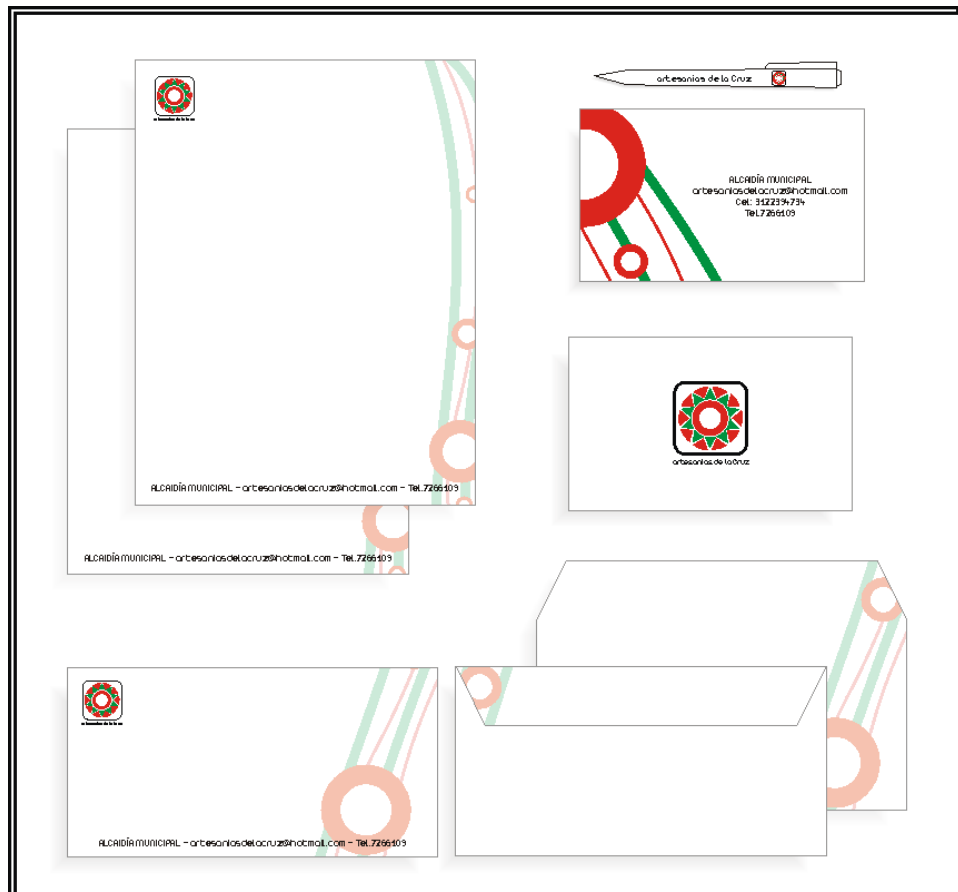 artesanias de la Cruz
ALCAIDÍA MUNICIPAL
artesaniasdelacruz@hotmail.com
Cel: 3122394734
Tel.7266109
artesanias de la Cruz
ALCAIDÍA MUNICIPAL - artesaniasdelacruz@hotmail.com - Tel.7266109
ALCAIDÍA MUNICIPAL - artesaniasdelacruz@hotmail.com - Tel.7266109
ALCAIDÍA MUNICIPAL - artesaniasdelacruz@hotmail.com - Tel.7266109